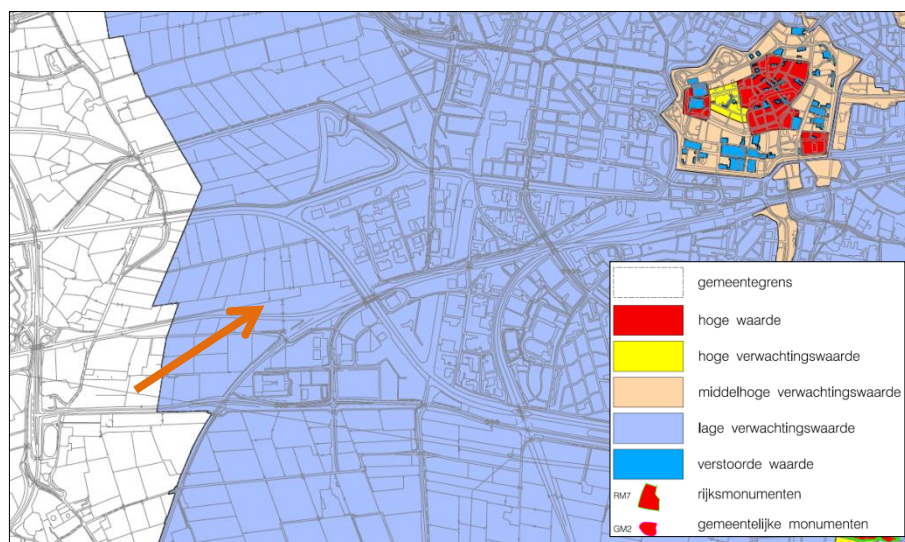 gemeentegrens
hoge waarde
hoge verwachtingswaarde
middelhoge verwachtingswaarde
lage verwachtingswaarde
verstoorde waarde
RM7 rijksmonumenten
GM2 gemeentelijke monumenten